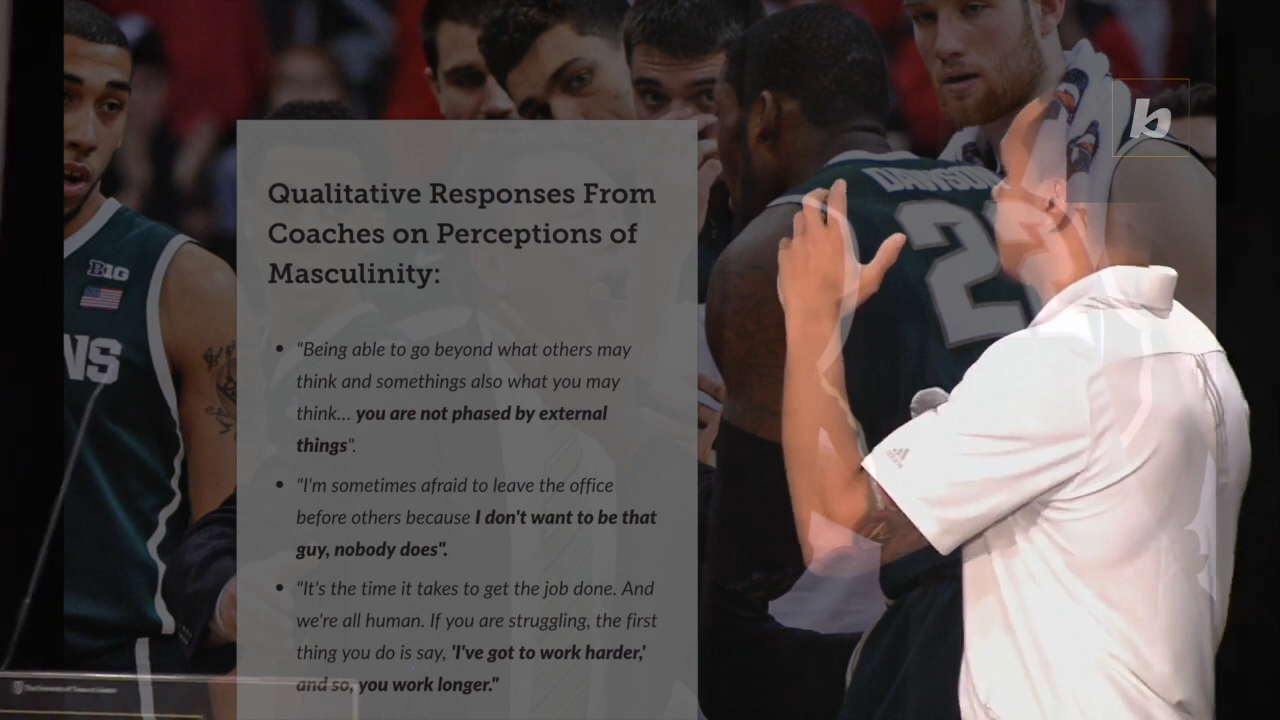 b
DAWSON
BIG
NS
2
adidas
Qualitative Responses From
Coaches on Perceptions of
Masculinity:
• "Being able to go beyond what others may
think and somethings also what you may
think... you are not phased by external
things".
• "I'm sometimes afraid to leave the office
before others because I don't want to be that
guy, nobody does".
• "It's the time it takes to get the job done. And
we're all human. If you are struggling, the first
thing you do is say, 'I've got to work harder,'
and so, you work longer."